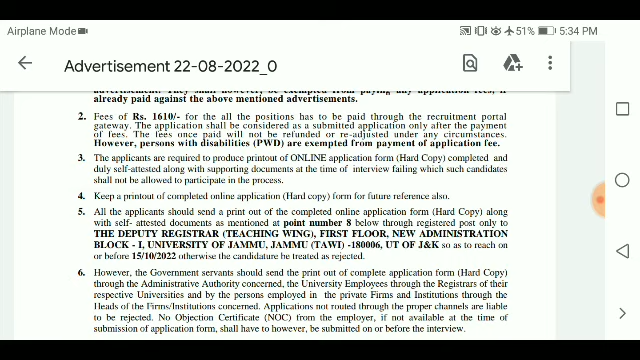 Airplane Mode 51% 5:34 PM
Advertisement 22-08-2022_0
advertisement. They shall however, be exempted from paying any application fees, if
already paid against the above mentioned advertisements.
2. Fees of Rs. 1610/- for the all the positions has to be paid through the recruitment portal
gateway. The application shall be considered as a submitted application only after the payment
of fees. The fees once paid will not be refunded or re-adjusted under any circumstances.
However, persons with disabilities (PWD) are exempted from payment of application fee.
3. The applicants are required to produce printout of ONLINE application form (Hard Copy) completed and
duly self-attested along with supporting documents at the time of interview failing which such candidates
shall not be allowed to participate in the process.
4. Keep a printout of completed online application (Hard copy) form for future reference also.
5. All the applicants should send a print out of the completed online application form (Hard Copy) along
with self- attested documents as mentioned at point number 8 below through registered post only to
THE DEPUTY REGISTRAR (TEACHING WING), FIRST FLOOR, NEW ADMINISTRATION
BLOCK - I, UNIVERSITY OF JAMMU, JAMMU (TAWI) -180006, UT OF J&K so as to reach on
or before 15/10/2022 otherwise the candidature be treated as rejected.
6. However, the Government servants should send the print out of complete application form (Hard Copy)
through the Administrative Authority concerned, the University Employees through the Registrars of their
respective Universities and by the persons employed in the private Firms and Institutions through the
Heads of the Firms/Institutions concerned. Applications not routed through the proper channels are liable
to be rejected. No Objection Certificate (NOC) from the employer, if not available at the time of
submission of application form, shall have to however, be submitted on or before the interview.